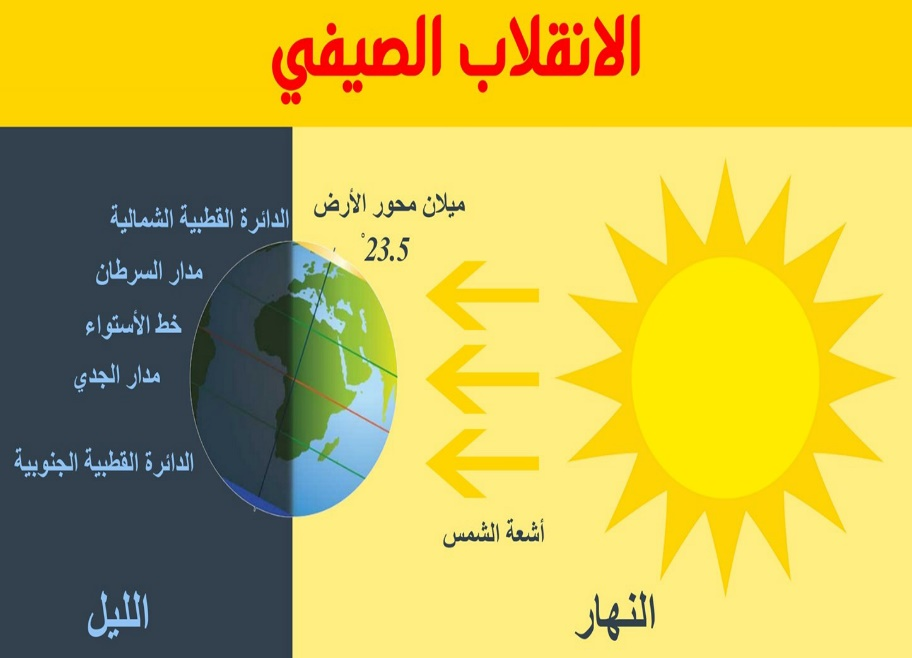 الانقلاب الصيفي
ميلان محور الأرض
23.5°
الدائرة القطبية الشمالية
مدار السرطان
خط الأستواء
مدار الجدي
الدائرة القطبية الجنوبية
أشعة الشمس
النهار
الليل